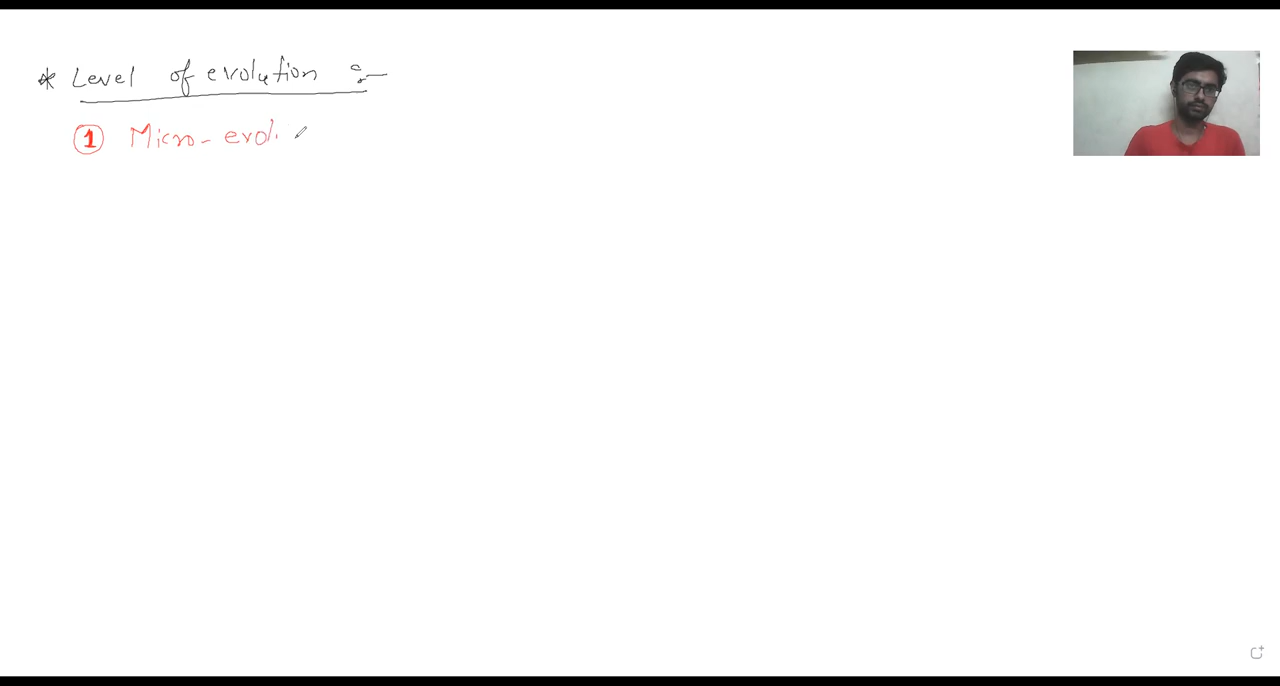 * Level of evolution :-
① Micro-evol